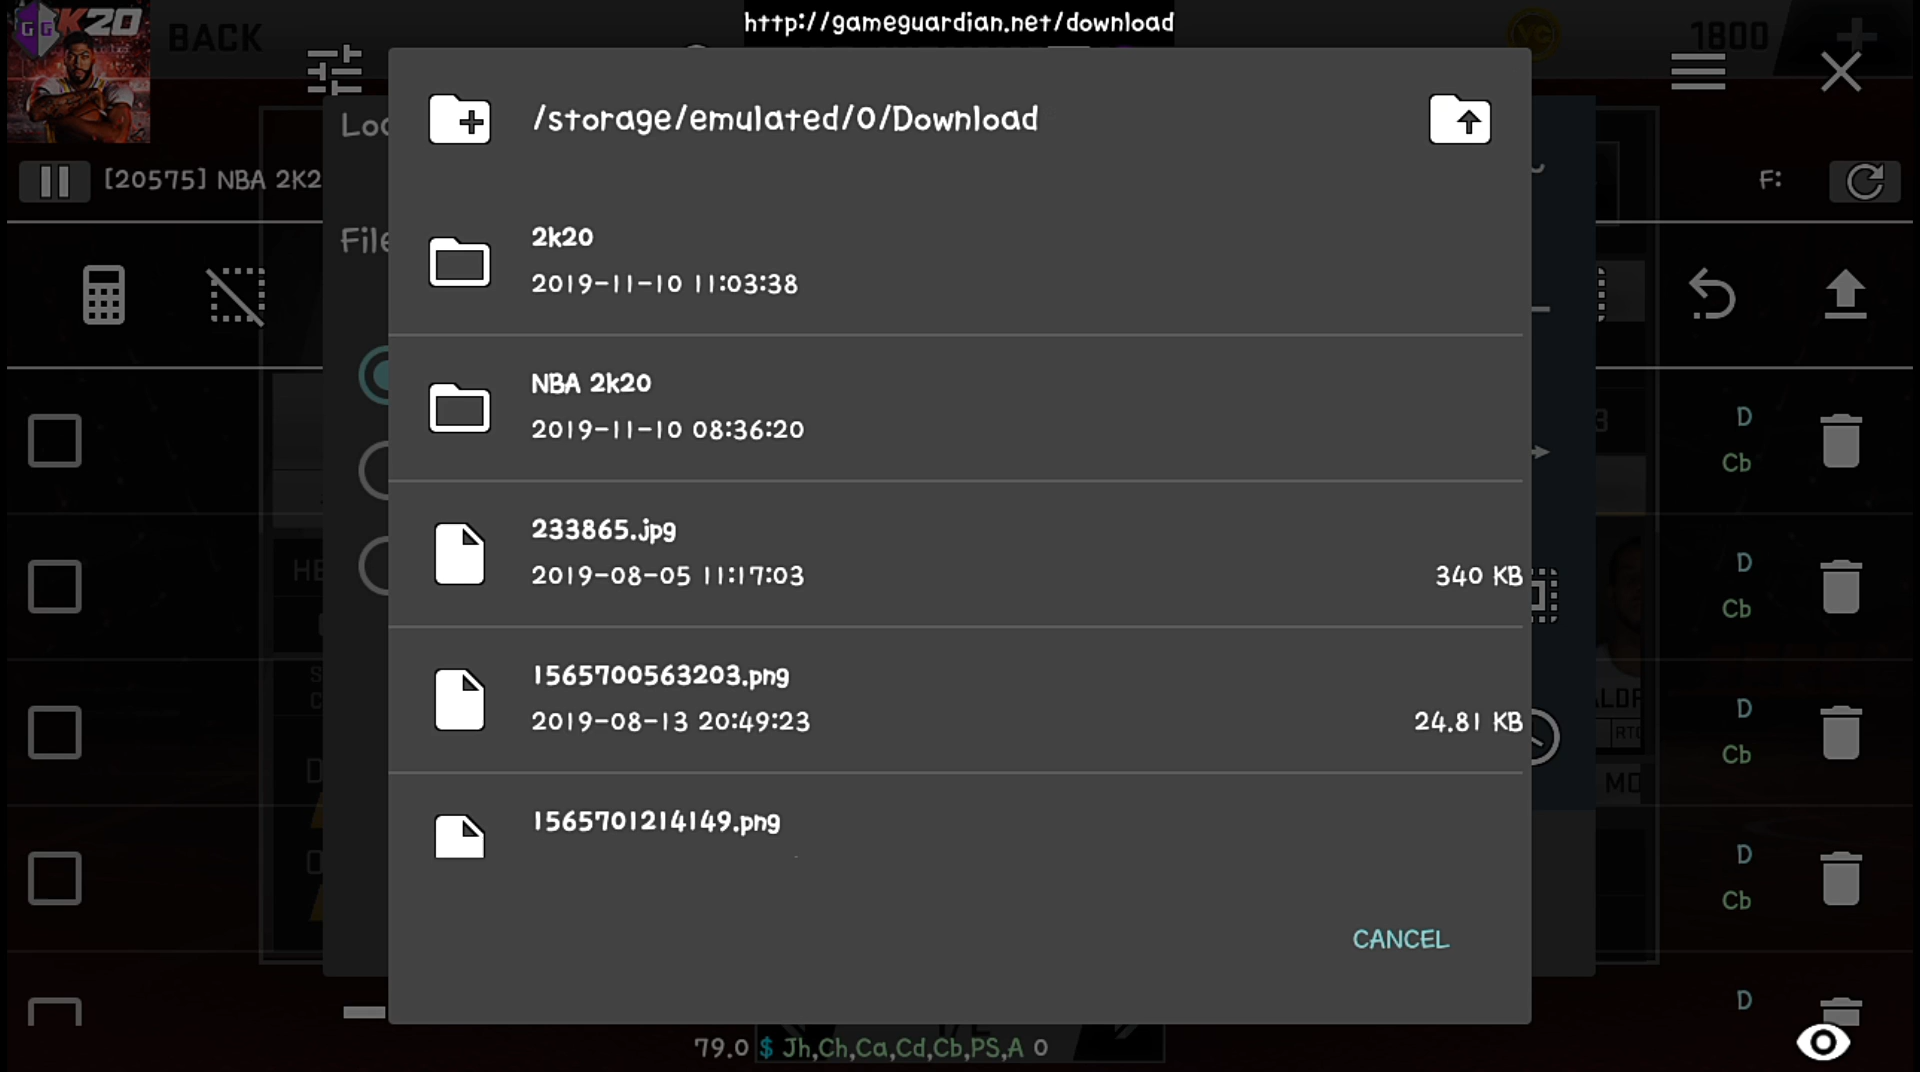 http://gameguardian.net/download
K20
BACK
1800
/storage/emulated/0/Download
Loc
[20575] NBA 2K2
F:
File
2k20
2019-11-10 11:03:38
NBA 2k20
2019-11-10 08:36:20
D
Cb
233865.jpg
2019-08-05 11:17:03
340 KB
D
Cb
HE
1565700563203.png
2019-08-13 20:49:23
24.81 KB
D
Cb
RTG
MO
1565701214149.png
D
Cb
CANCEL
D
79.0 $ Jh,Ch,Ca,Cd,Cb,PS,A 0